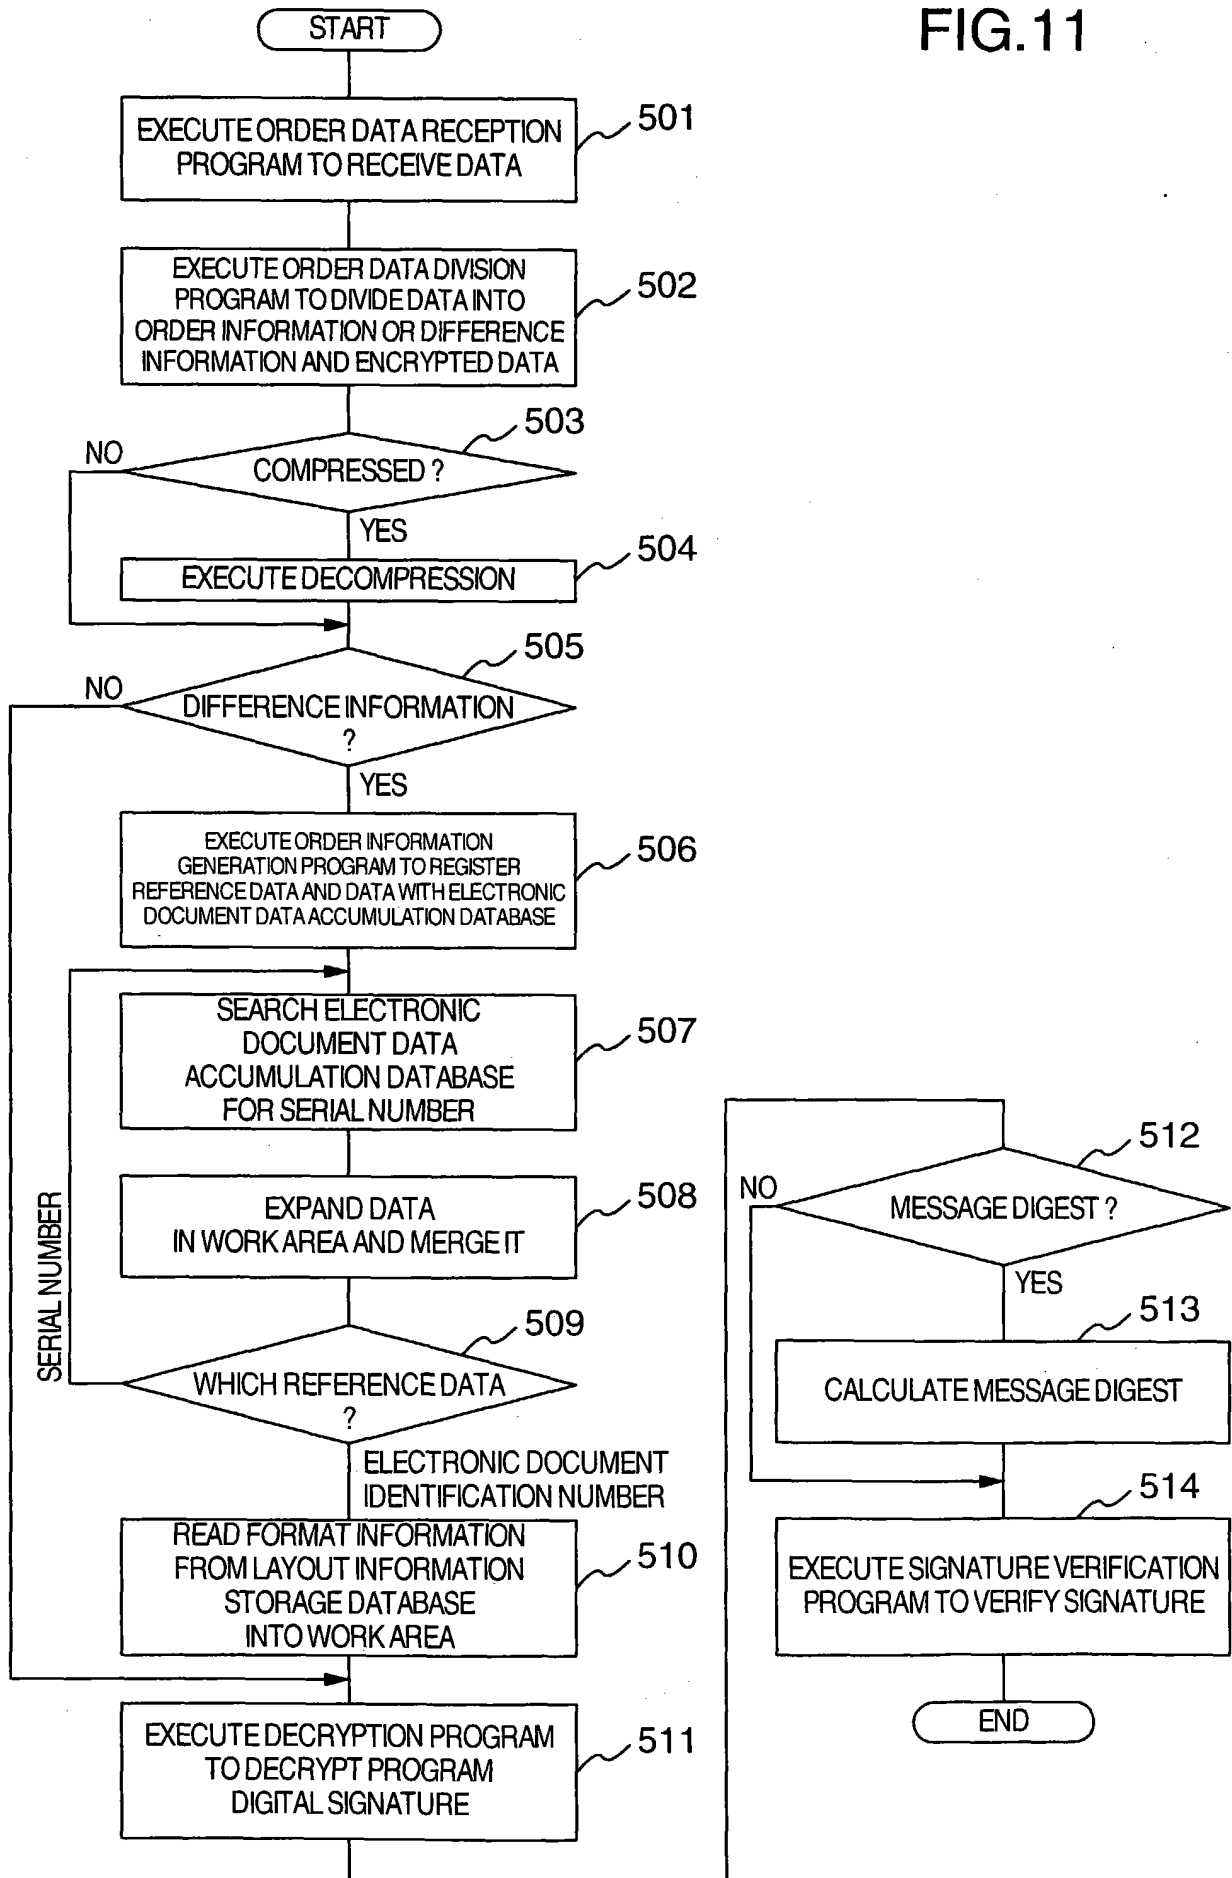 FIG.11
START
EXECUTE ORDER DATA RECEPTION
PROGRAM TO RECEIVE DATA
501
EXECUTE ORDER DATA DIVISION
PROGRAM TO DIVIDE DATA INTO
ORDER INFORMATION OR DIFFERENCE
INFORMATION AND ENCRYPTED DATA
502
503
NO
COMPRESSED ?
YES
EXECUTE DECOMPRESSION
504
505
NO
DIFFERENCE INFORMATION
?
YES
EXECUTE ORDER INFORMATION
GENERATION PROGRAM TO REGISTER
REFERENCE DATA AND DATA WITH ELECTRONIC
DOCUMENT DATA ACCUMULATION DATABASE
506
SEARCH ELECTRONIC
DOCUMENT DATA
ACCUMULATION DATABASE
FOR SERIAL NUMBER
507
EXPAND DATA
IN WORK AREA AND MERGE IT
508
SERIAL NUMBER
509
WHICH REFERENCE DATA
?
ELECTRONIC DOCUMENT
IDENTIFICATION NUMBER
READ FORMAT INFORMATION
FROM LAYOUT INFORMATION
STORAGE DATABASE
INTO WORK AREA
510
EXECUTE DECRYPTION PROGRAM
TO DECRYPT PROGRAM
DIGITAL SIGNATURE
511
512
NO
MESSAGE DIGEST ?
YES
513
CALCULATE MESSAGE DIGEST
514
EXECUTE SIGNATURE VERIFICATION
PROGRAM TO VERIFY SIGNATURE
END